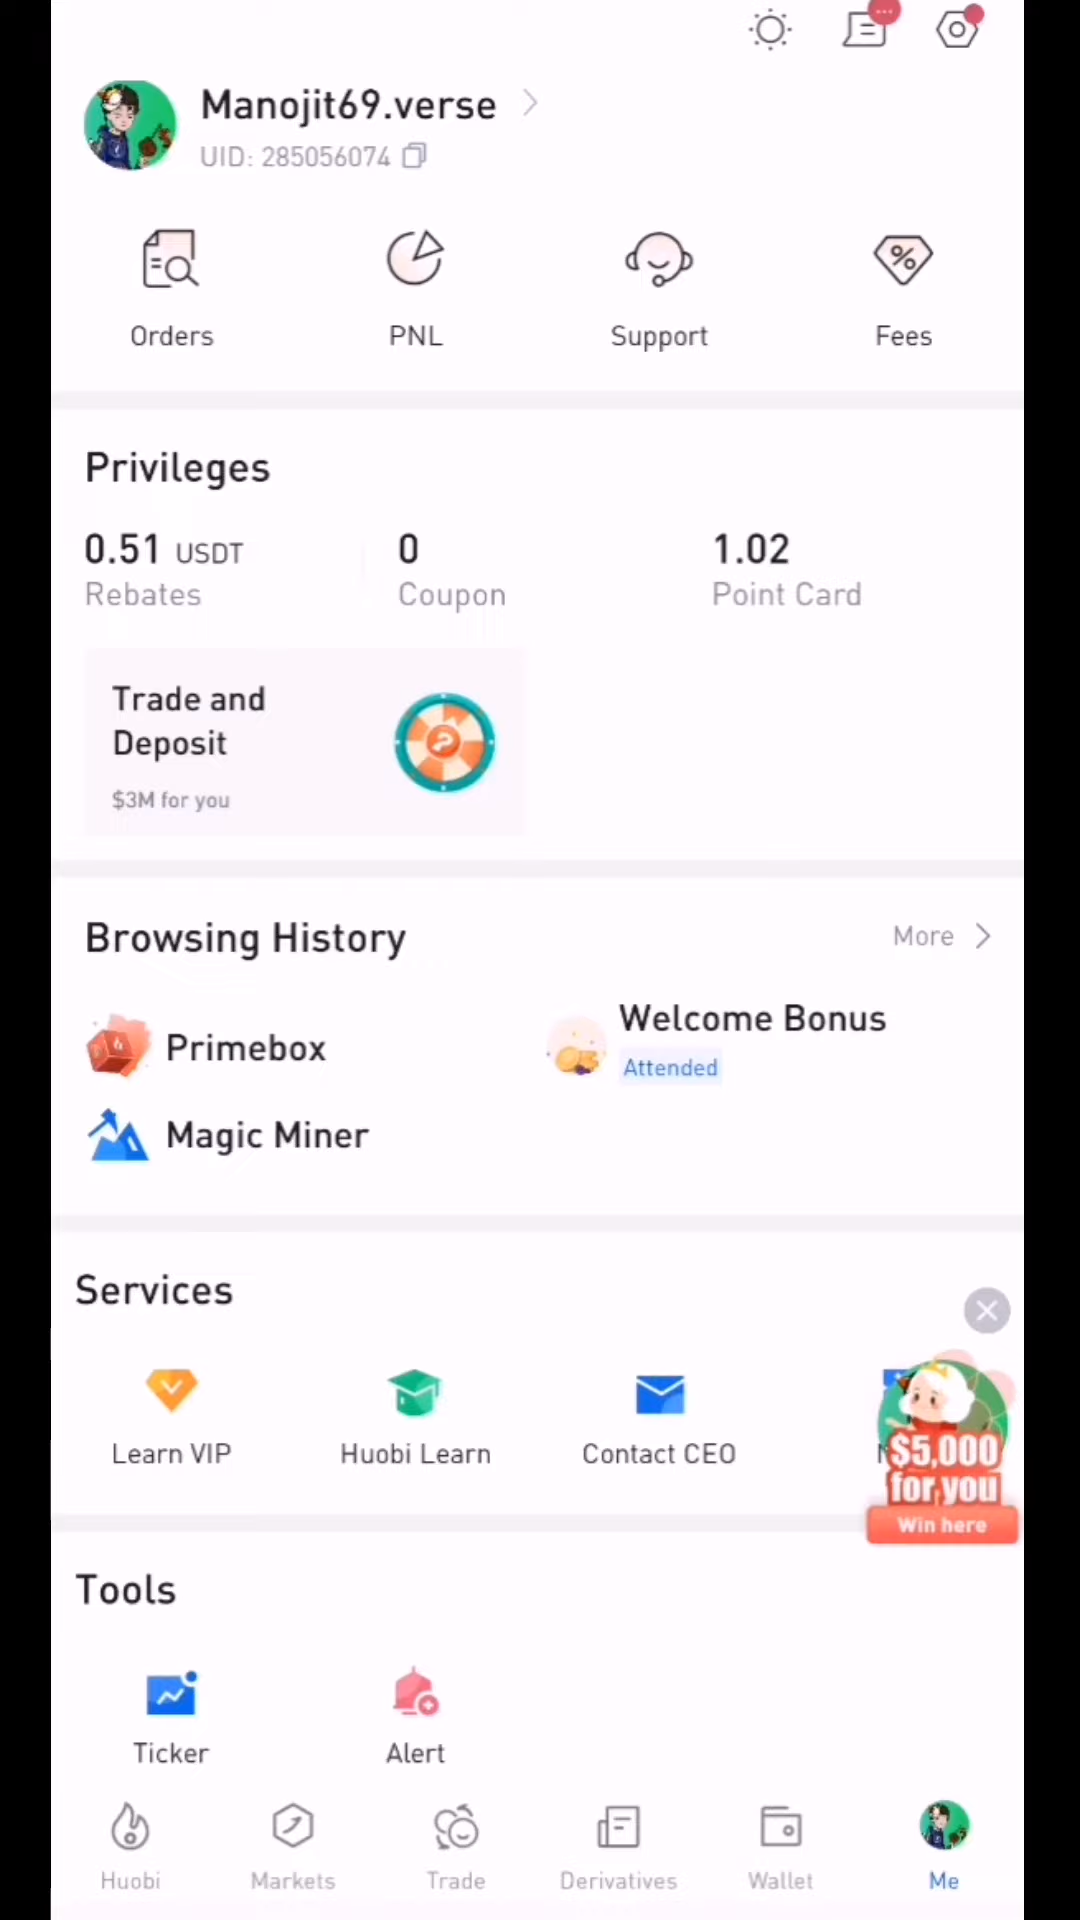 Manojit69.verse
UID: 285056074
Orders
PNL
Support
Fees
Privileges
0.51 USDT
Rebates
0
Coupon
1.02
Point Card
Trade and
Deposit
$3M for you
Browsing History
More
Primebox
Welcome Bonus
Attended
Magic Miner
Services
Learn VIP
Huobi Learn
Contact CEO
$5,000
for you
Win here
Tools
Ticker
Alert
Huobi
Markets
Trade
Derivatives
Wallet
Me